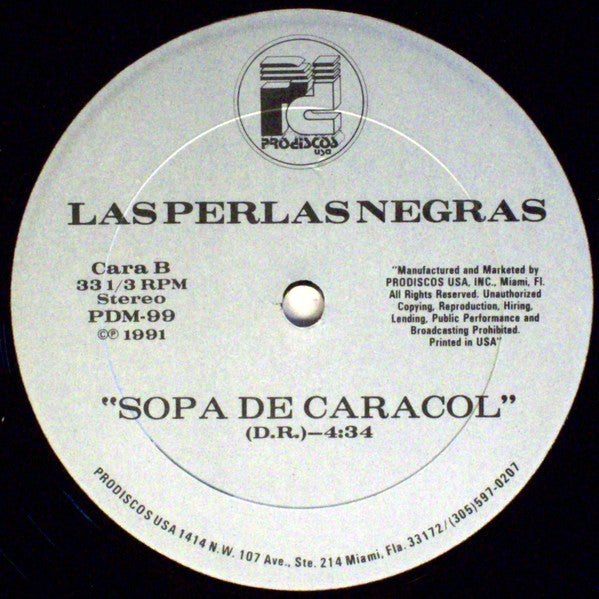 PRODISCOS
usa
LAS PERLAS NEGRAS
Cara B
33 1/3 RPM
Stereo
PDM-99
©℗ 1991
"Manufactured and Marketed by
PRODISCOS USA, INC., Miami, Fl.
All Rights Reserved. Unauthorized
Copying, Reproduction, Hiring,
Lending, Public Performance and
Broadcasting Prohibited.
Printed in USA"
"SOPA DE CARACOL"
(D.R.)—4:34
PRODISCOS USA 1414 N.W. 107 Ave., Ste. 214 Miami, Fla. 33172/(305)597-0207